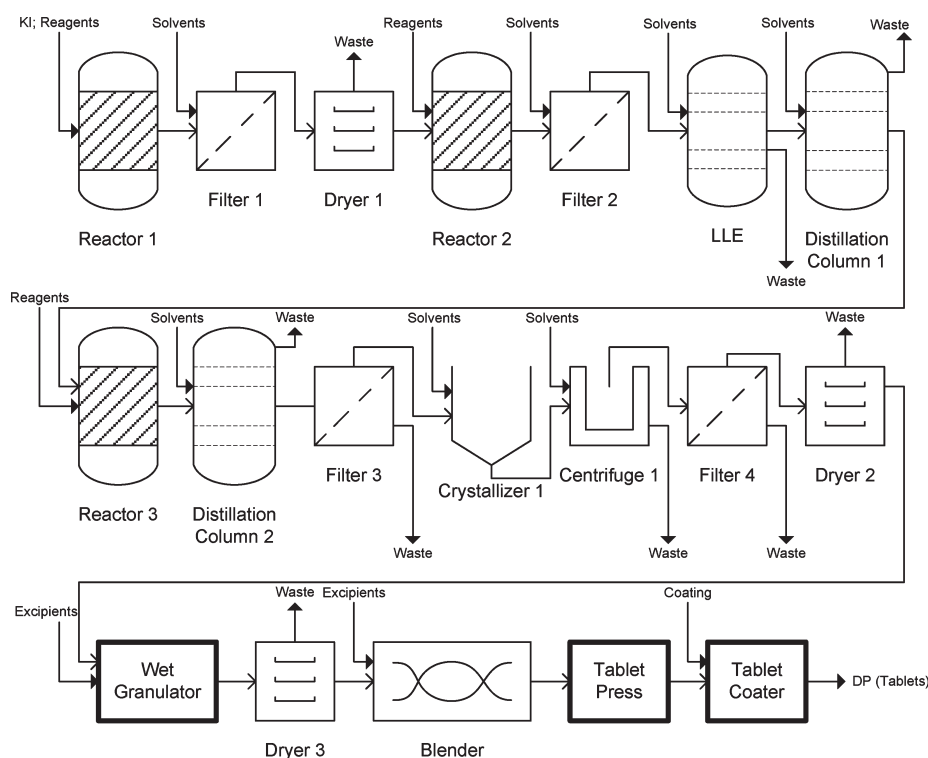 KI; Reagents
Solvents
Waste
Reagents
Solvents
Solvents
Solvents
Waste
Filter 1
Dryer 1
Filter 2
Reactor 1
Reactor 2
LLE
Distillation
Column 1
Waste
Reagents
Solvents
Waste
Solvents
Solvents
Waste
Filter 3
Crystallizer 1
Centrifuge 1
Filter 4
Dryer 2
Reactor 3
Distillation
Column 2
Waste
Waste
Waste
Excipients
Waste
Excipients
Coating
Wet
Granulator
Tablet
Press
Tablet
Coater
DP (Tablets)
Dryer 3
Blender